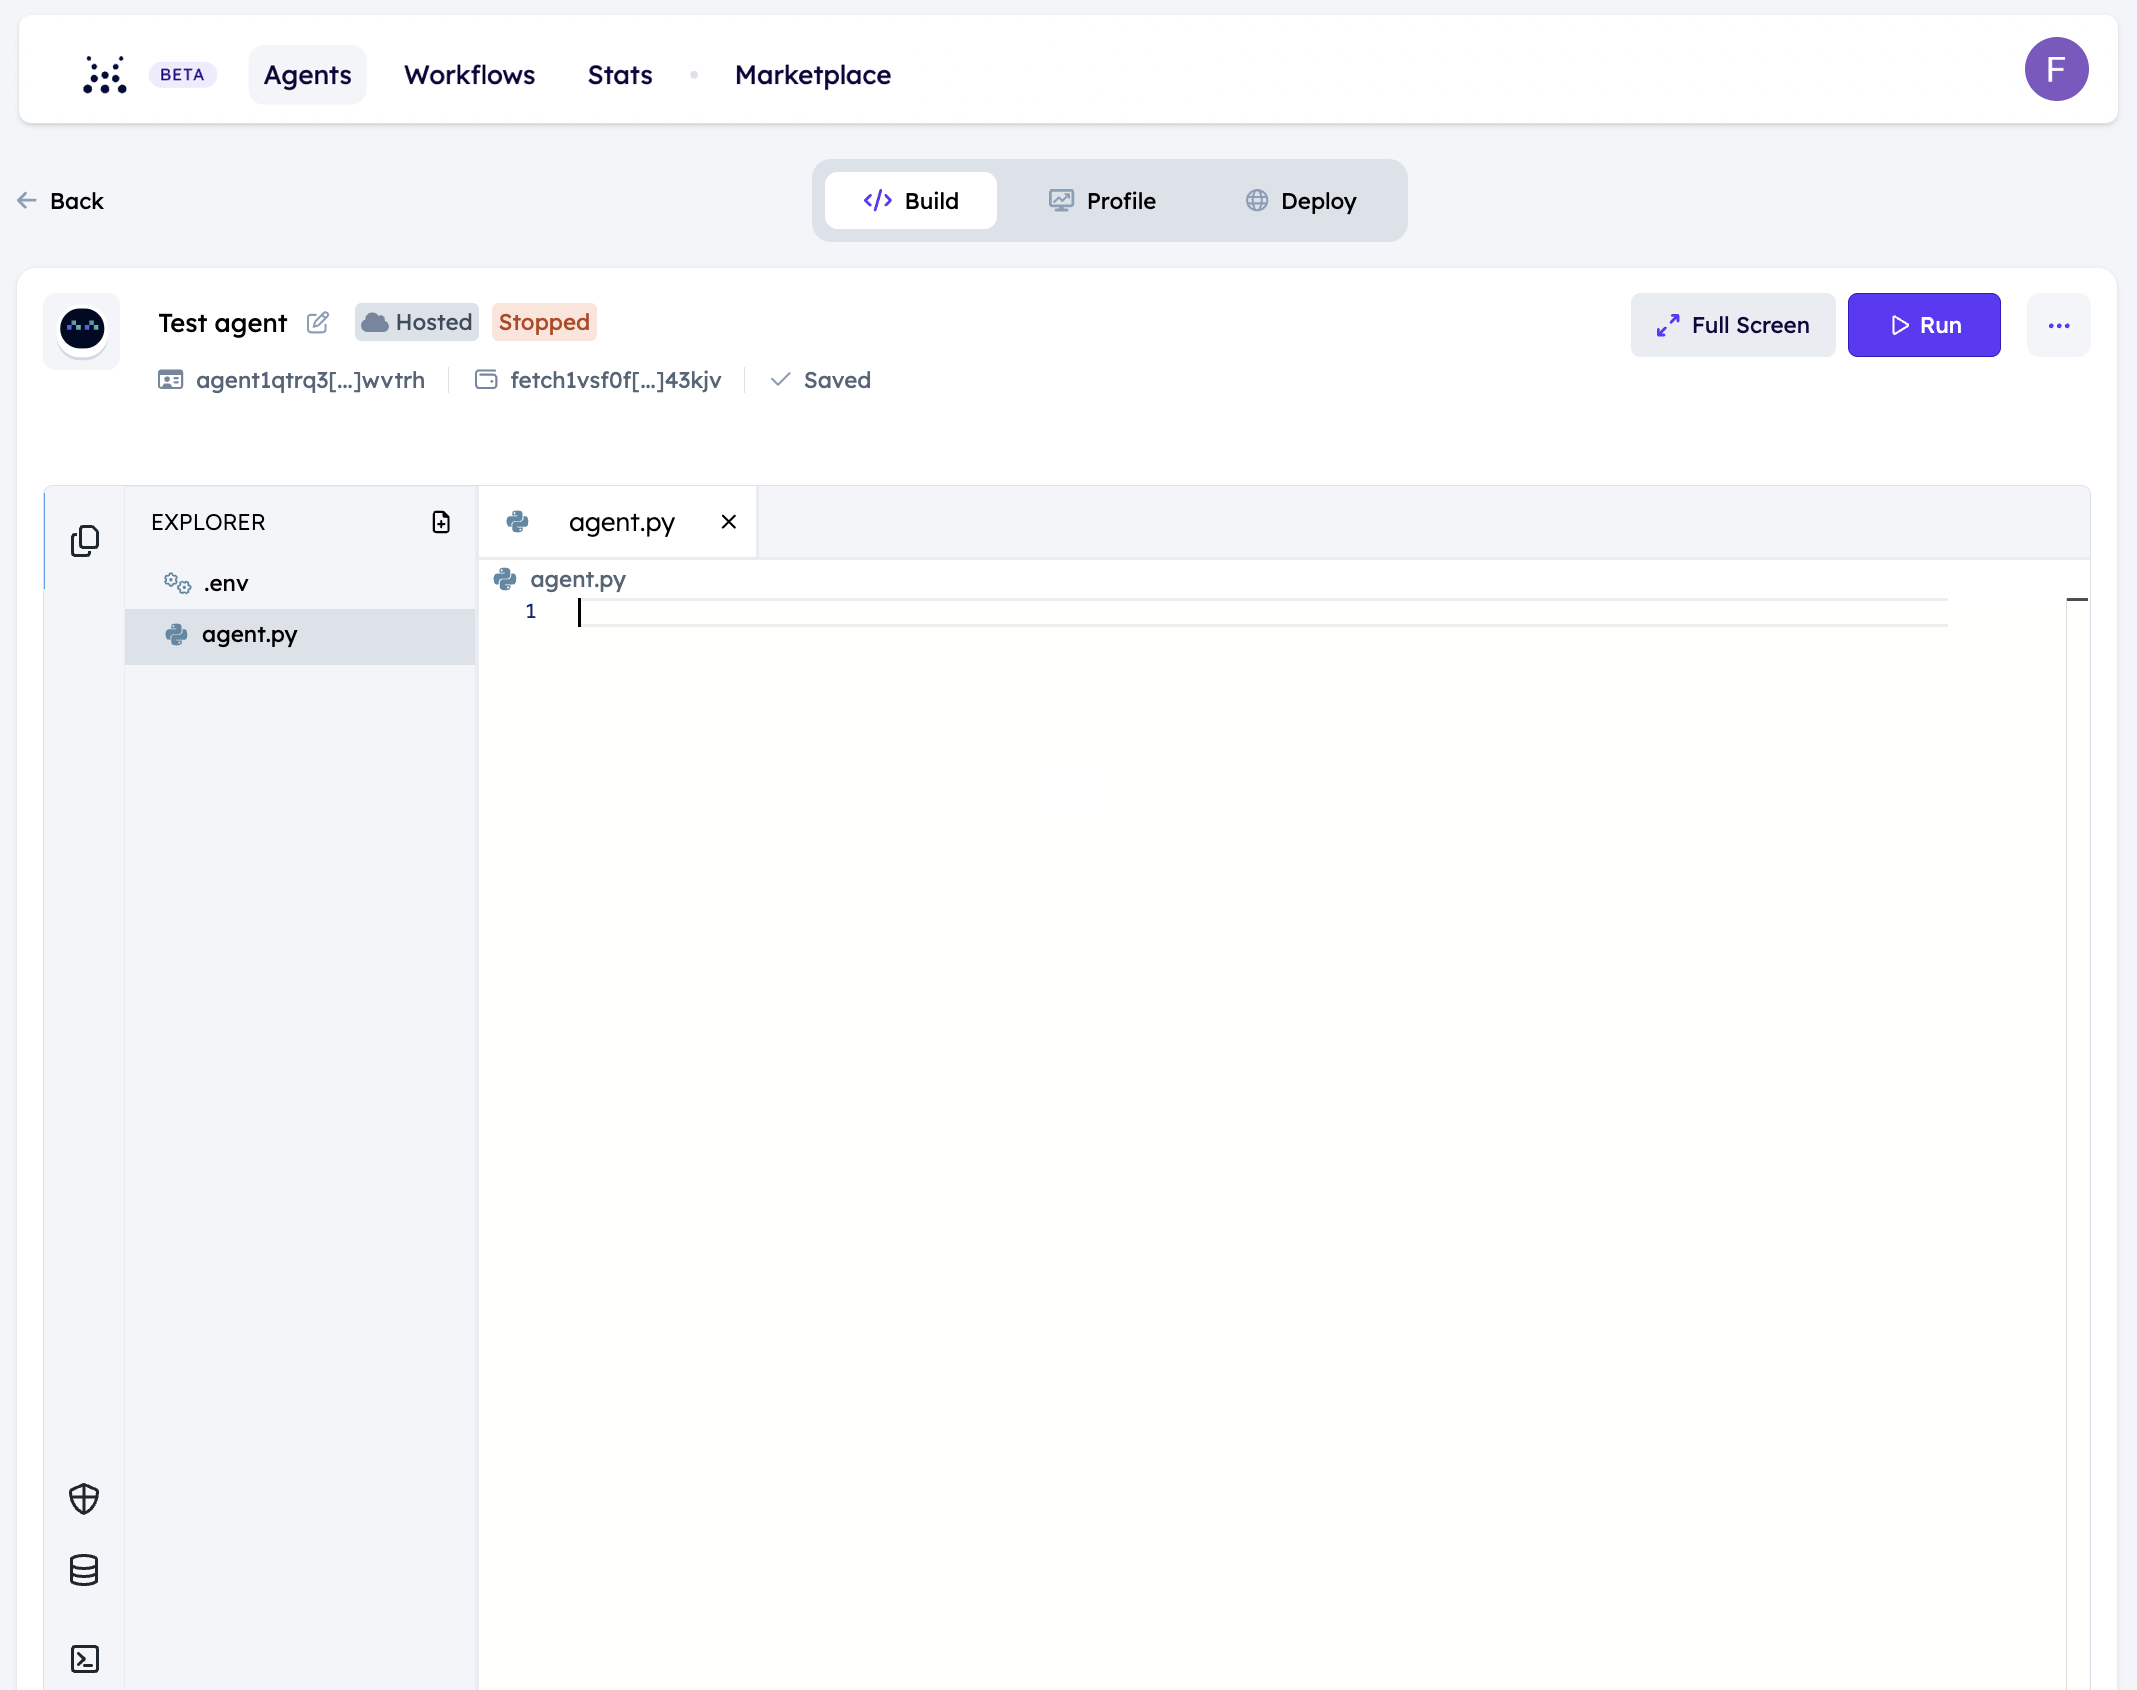 BETA Agents Workflows Stats Marketplace F
Back
Build Profile Deploy
Test agent Hosted Stopped
Full Screen Run
agent1qtrq3[...]wvtrh fetch1vsf0f[...]43kjv Saved
EXPLORER
.env
agent.py
agent.py
agent.py
1